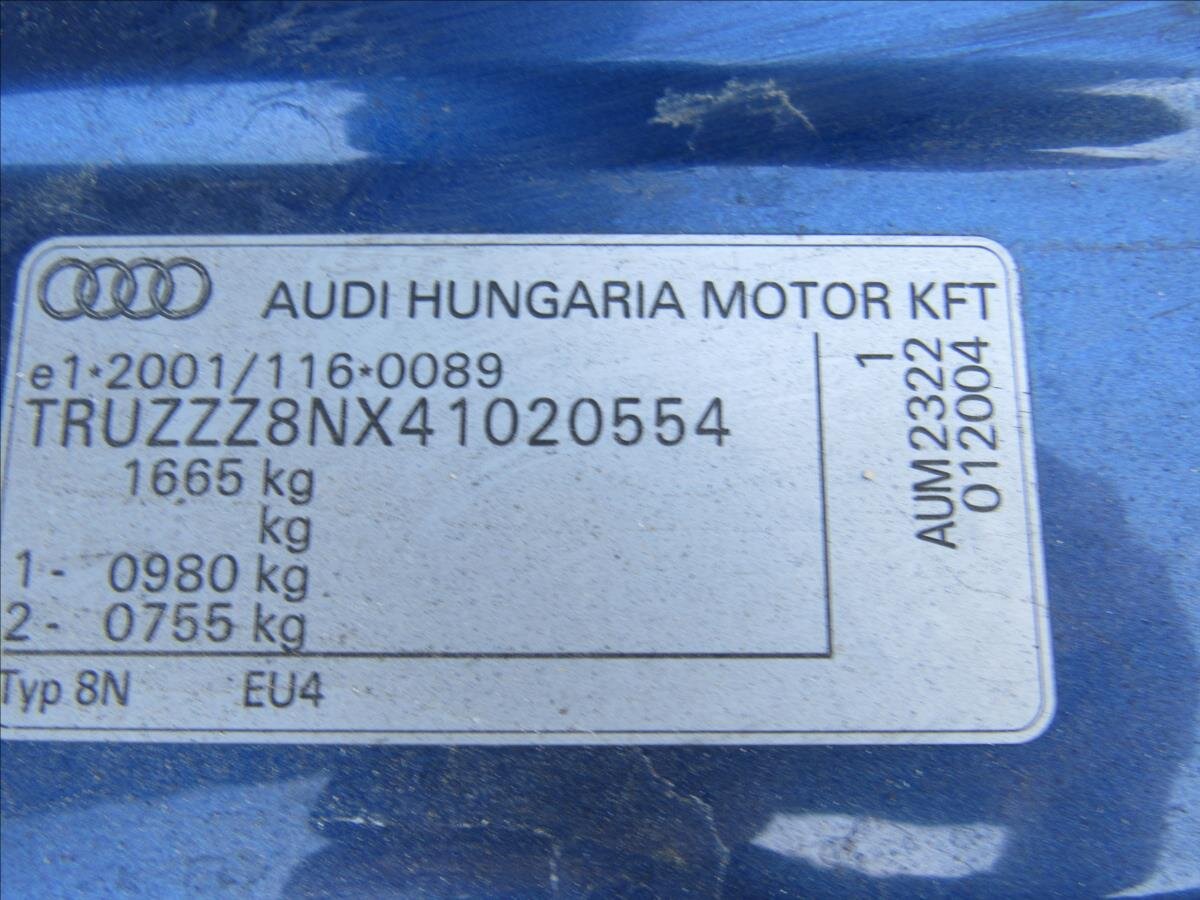 AUDI HUNGARIA MOTOR KFT
e1*2001/116*0089
TRUZZZ8NX41020554
1665 kg
kg
1- 0980 kg
2- 0755 kg
Typ 8N EU4
1
AUM23222
012004